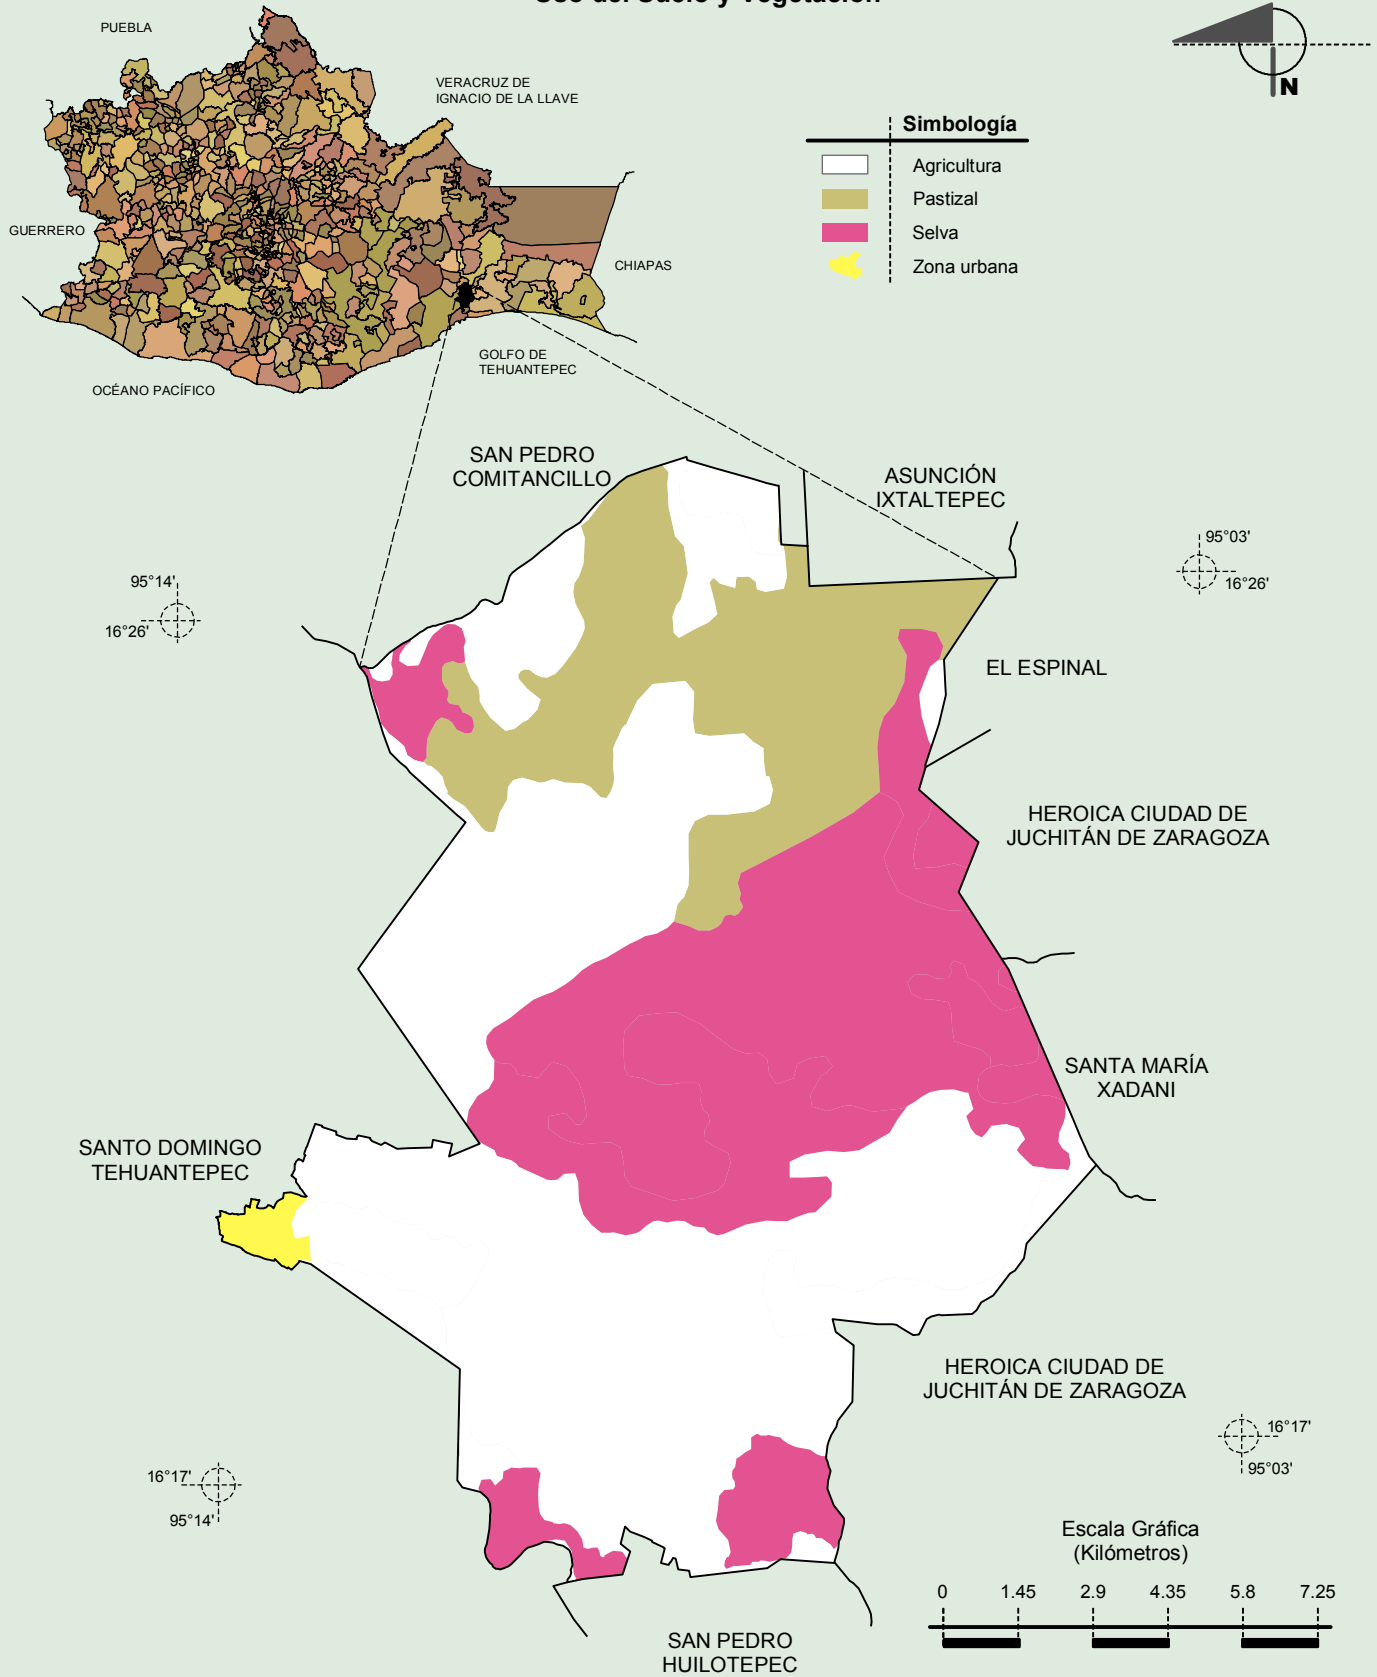 Uso del Suelo y Vegetación
PUEBLA
VERACRUZ DE
IGNACIO DE LA LLAVE
GUERRERO
CHIAPAS
GOLFO DE
TEHUANTEPEC
OCÉANO PACÍFICO
N
Simbología
Agricultura
Pastizal
Selva
Zona urbana
SAN PEDRO
COMITANCILLO
ASUNCIÓN
IXTALTEPEC
95°14'
16°26'
95°03'
16°26'
EL ESPINAL
HEROICA CIUDAD DE
JUCHITÁN DE ZARAGOZA
SANTA MARÍA
XADANI
SANTO DOMINGO
TEHUANTEPEC
HEROICA CIUDAD DE
JUCHITÁN DE ZARAGOZA
16°17'
95°14'
16°17'
95°03'
SAN PEDRO
HUILOTEPEC
Escala Gráfica
(Kilómetros)
0 1.45 2.9 4.35 5.8 7.25